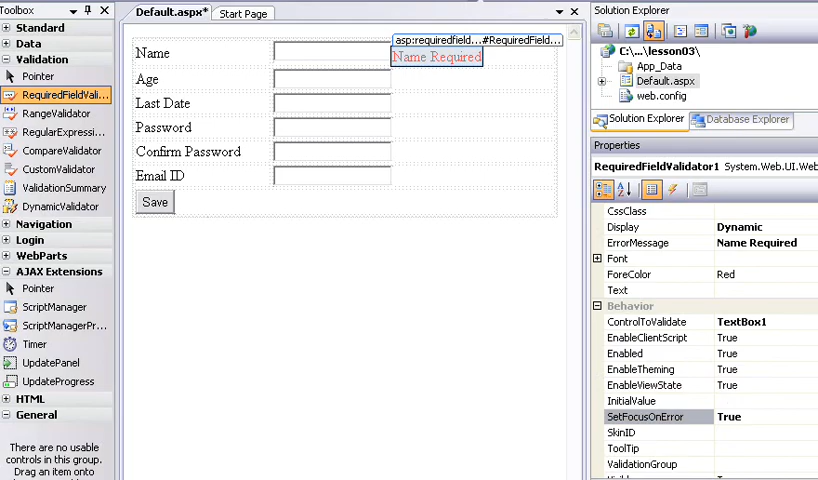 Toolbox
Standard
Data
Validation
Pointer
RequiredFieldVali...
RangeValidator
RegularExpressi...
CompareValidator
CustomValidator
ValidationSummary
DynamicValidator
Navigation
Login
WebParts
AJAX Extensions
Pointer
ScriptManager
ScriptManagerPr...
Timer
UpdatePanel
UpdateProgress
HTML
General
There are no usable
controls in this group.
Drag an item onto
Default.aspx*
Start Page
asp:requiredfield...#RequiredField...
Name
Name Required
Age
Last Date
Password
Confirm Password
Email ID
Save
Solution Explorer
C:\...\lesson03\
App_Data
Default.aspx
web.config
Solution Explorer
Database Explorer
Properties
RequiredFieldValidator1 System.Web.UI.Web
CssClass
Display Dynamic
ErrorMessage Name Required
Font
ForeColor Red
Text
Behavior
ControlToValidate TextBox1
EnableClientScript True
Enabled True
EnableTheming True
EnableViewState True
InitialValue
SetFocusOnError True
SkinID
ToolTip
ValidationGroup